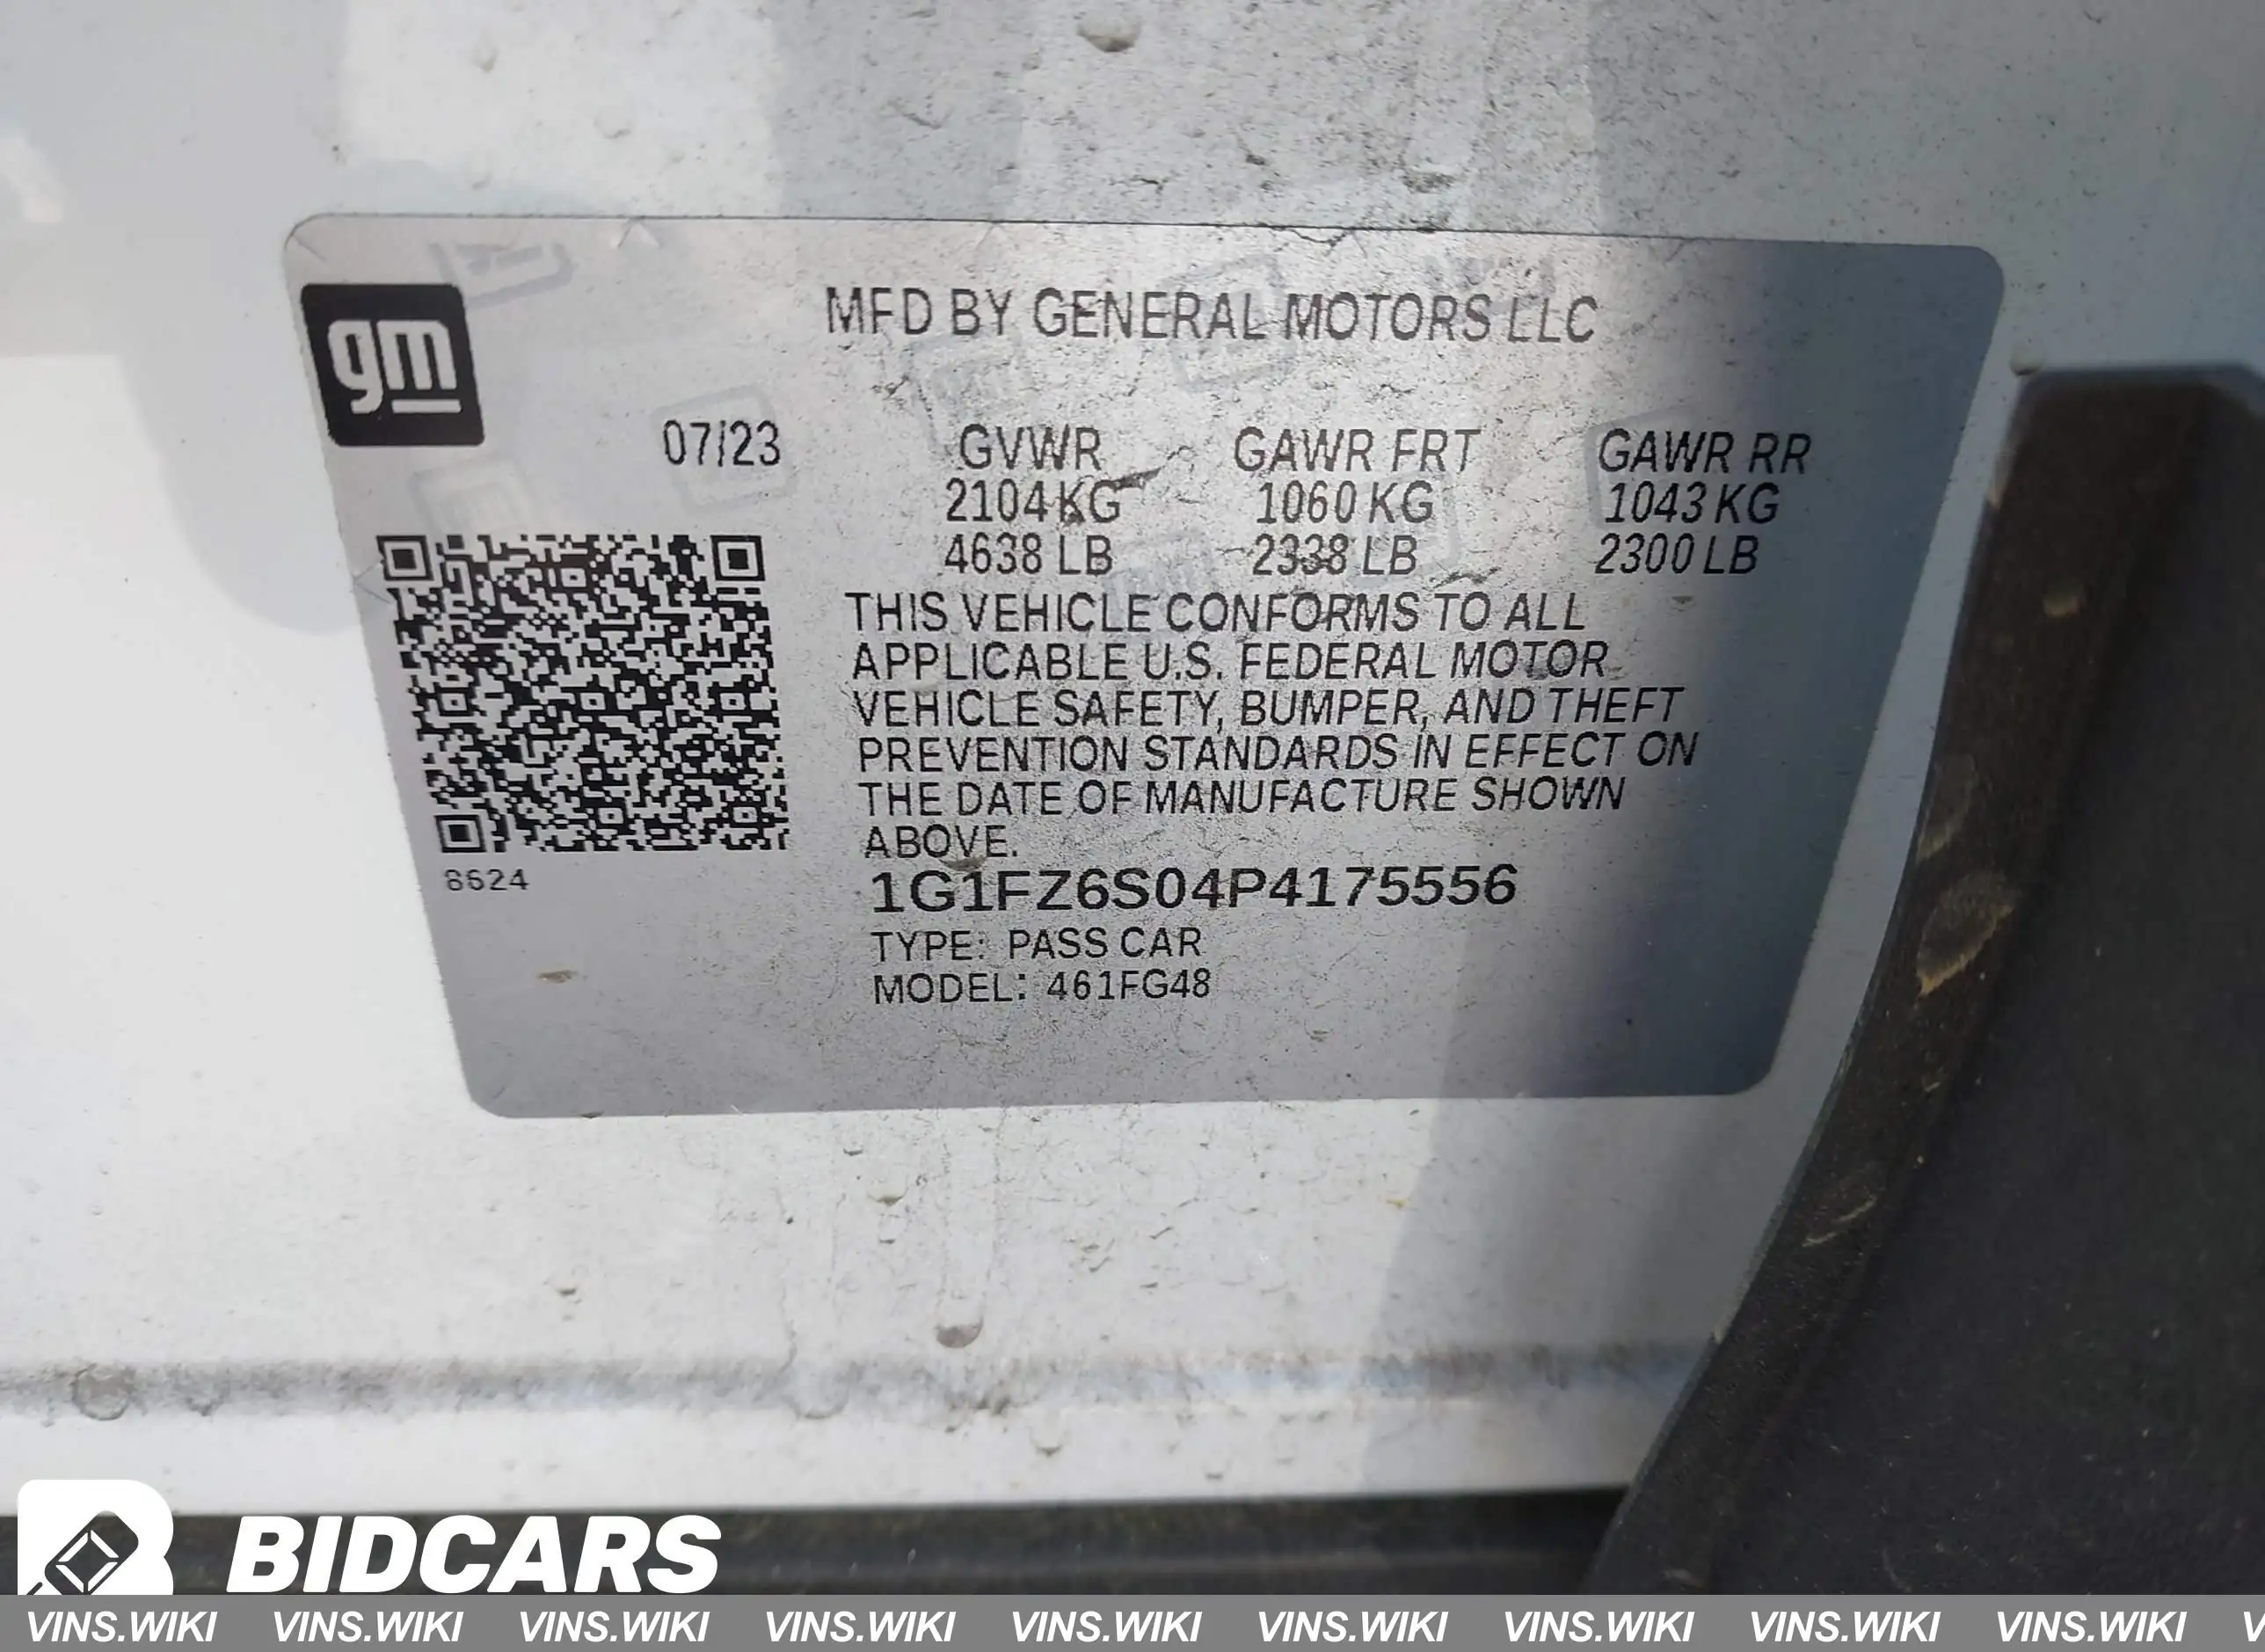 gm
MFD BY GENERAL MOTORS LLC
07/23
GVWR GAWR FRT GAWR RR
2104 KG 1060 KG 1043 KG
4638 LB 2338 LB 2300 LB
THIS VEHICLE CONFORMS TO ALL
APPLICABLE U.S. FEDERAL MOTOR
VEHICLE SAFETY, BUMPER, AND THEFT
PREVENTION STANDARDS IN EFFECT ON
THE DATE OF MANUFACTURE SHOWN
ABOVE.
8624
1G1FZ6S04P4175556
TYPE: PASS CAR
MODEL: 461FG48
BIDCARS
VINS.WIKI VINS.WIKI VINS.WIKI VINS.WIKI VINS.WIKI VINS.WIKI VINS.WIKI VINS.WIKI VINS.WIKI V